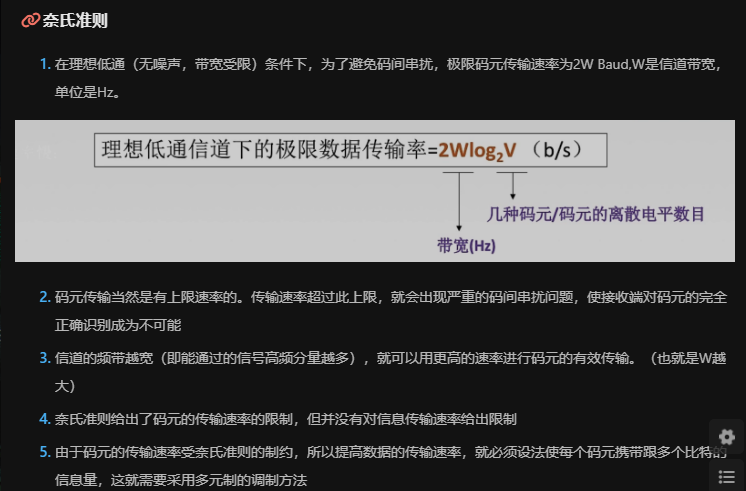 奈氏准则
1. 在理想低通（无噪声，带宽受限）条件下，为了避免码间串扰，极限码元传输速率为2W Baud,W是信道带宽，
单位是Hz。
理想低通信道下的极限数据传输率=2Wlog₂V （b/s）
几种码元/码元的离散电平数目
带宽(Hz)
2. 码元传输当然是有上限速率的。传输速率超过此上限，就会出现严重的码间串扰问题，使接收端对码元的完全
正确识别成为不可能
3. 信道的频带越宽（即能通过的信号高频分量越多），就可以用更高的速率进行码元的有效传输。（也就是W越
大）
4. 奈氏准则给出了码元的传输速率的限制，但并没有对信息传输速率给出限制
5. 由于码元的传输速率受奈氏准则的制约，所以提高数据的传输速率，就必须设法使每个码元携带跟多个比特的
信息量，这就需要采用多元制的调制方法